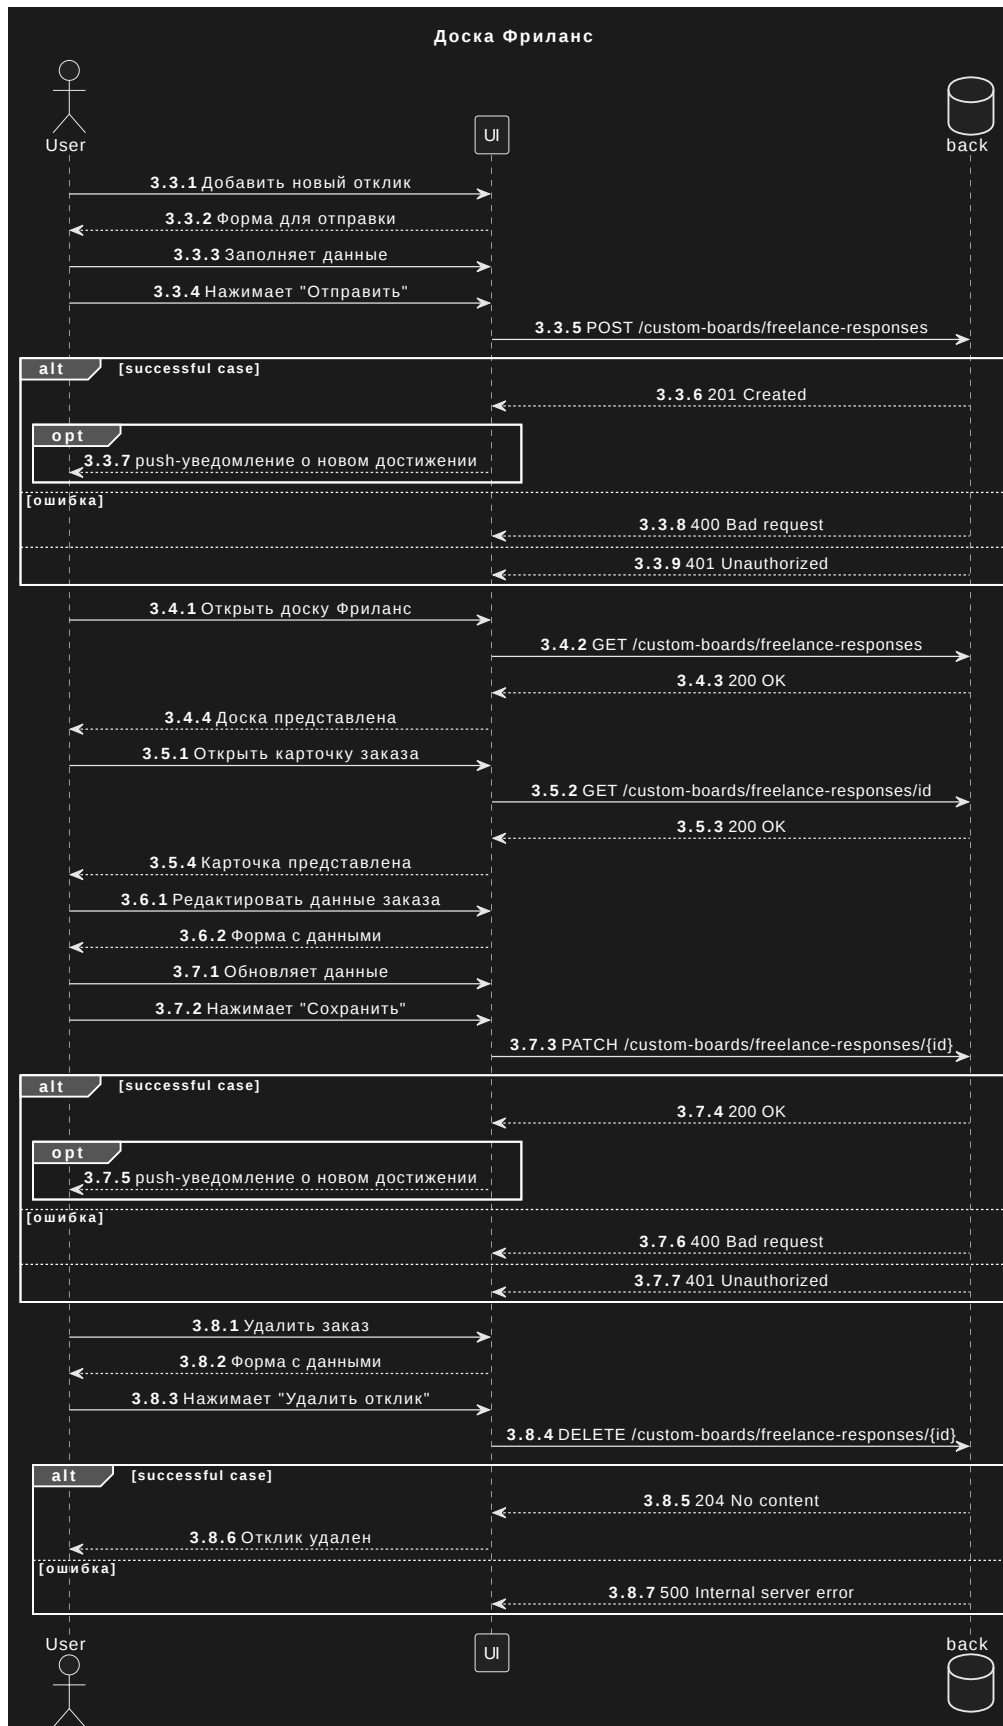 Доска Фриланс
User
UI
back
3.3.1 Добавить новый отклик
3.3.2 Форма для отправки
3.3.3 Заполняет данные
3.3.4 Нажимает "Отправить"
3.3.5 POST /custom-boards/freelance-responses
alt [successful case]
3.3.6 201 Created
opt
3.3.7 push-уведомление о новом достижении
[ошибка]
3.3.8 400 Bad request
3.3.9 401 Unauthorized
3.4.1 Открыть доску Фриланс
3.4.2 GET /custom-boards/freelance-responses
3.4.3 200 OK
3.4.4 Доска представлена
3.5.1 Открыть карточку заказа
3.5.2 GET /custom-boards/freelance-responses/id
3.5.3 200 OK
3.5.4 Карточка представлена
3.6.1 Редактировать данные заказа
3.6.2 Форма с данными
3.7.1 Обновляет данные
3.7.2 Нажимает "Сохранить"
3.7.3 PATCH /custom-boards/freelance-responses/{id}
alt [successful case]
3.7.4 200 OK
opt
3.7.5 push-уведомление о новом достижении
[ошибка]
3.7.6 400 Bad request
3.7.7 401 Unauthorized
3.8.1 Удалить заказ
3.8.2 Форма с данными
3.8.3 Нажимает "Удалить отклик"
3.8.4 DELETE /custom-boards/freelance-responses/{id}
alt [successful case]
3.8.5 204 No content
3.8.6 Отклик удален
[ошибка]
3.8.7 500 Internal server error
User
UI
back